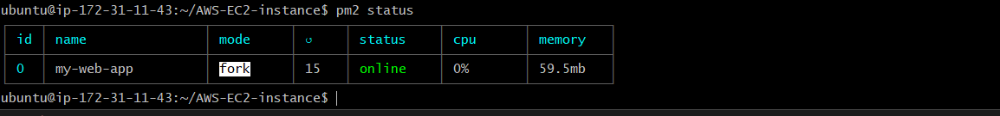 ubuntu@ip-172-31-11-43:~/AWS-EC2-instance$ pm2 status
id name mode ↺ status cpu memory
0 my-web-app fork 15 online 0% 59.5mb
ubuntu@ip-172-31-11-43:~/AWS-EC2-instance$